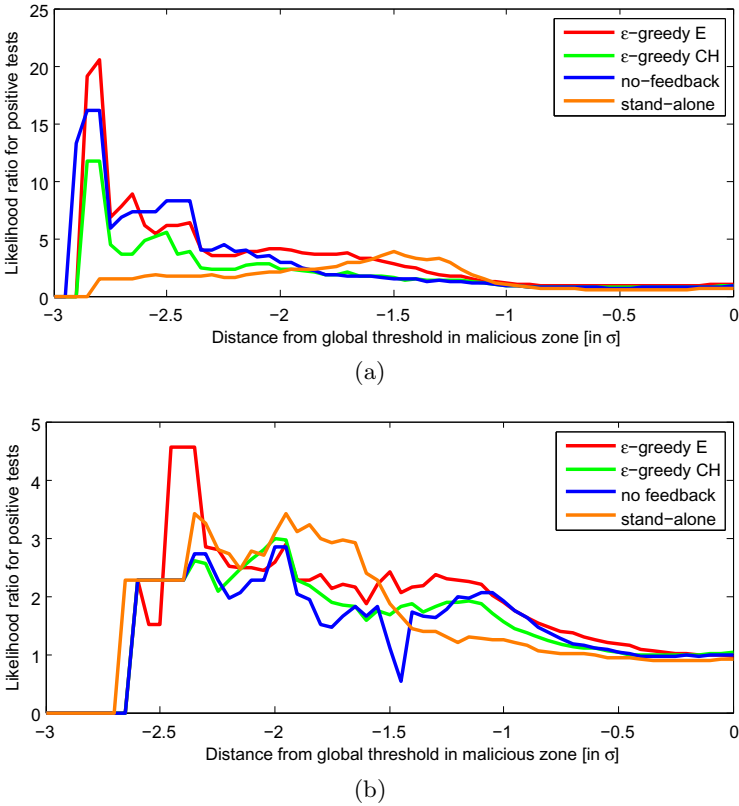 Likelihood ratio for positive tests
25
20
15
10
5
0
ε-greedy E
ε-greedy CH
no-feedback
stand-alone
-3
-2.5
-2
-1.5
-1
-0.5
0
Distance from global threshold in malicious zone [in σ]
(a)
Likelihood ratio for positive tests
5
4
3
2
1
0
ε-greedy E
ε-greedy CH
no feedback
stand-alone
-3
-2.5
-2
-1.5
-1
-0.5
0
Distance from global threshold in malicious zone [in σ]
(b)